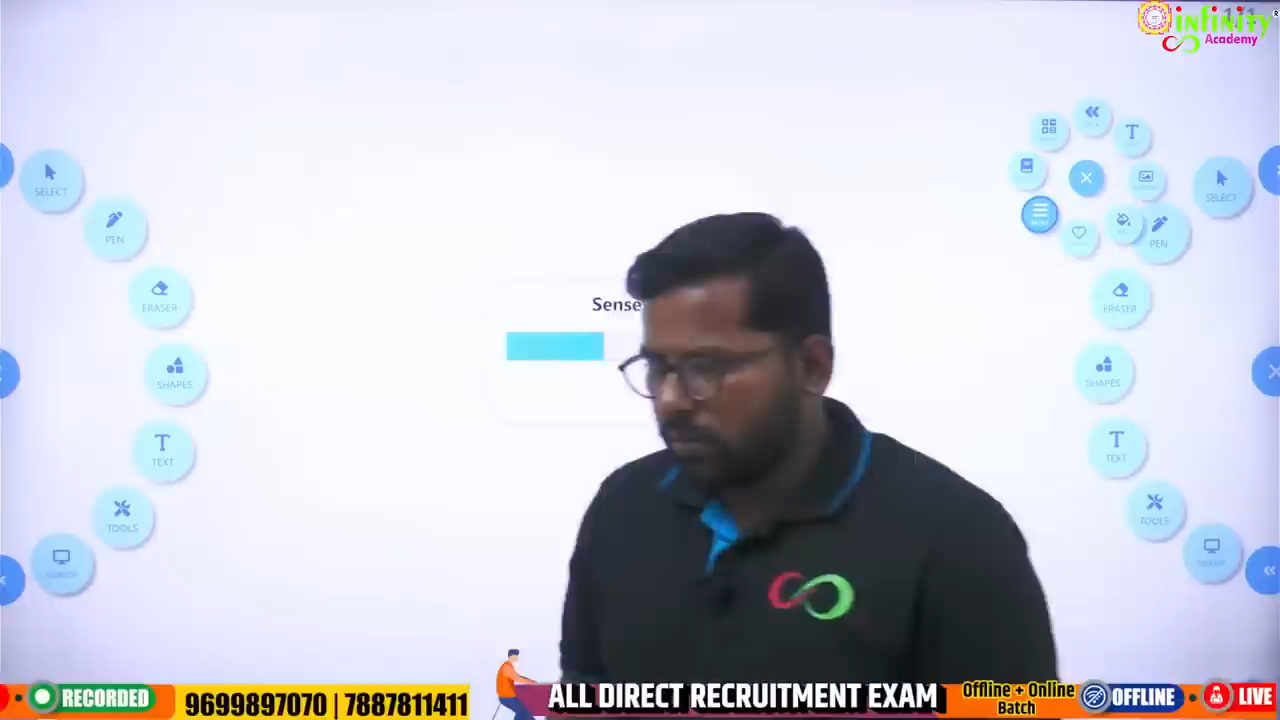 infinity
Academy
SELECT
PEN
ERASER
SHAPES
TEXT
TOOLS
T
SELECT
PEN
ERASER
SHAPES
TEXT
TOOLS
Sense
RECORDED
9699897070 | 7887811411
ALL DIRECT RECRUITMENT EXAM
Offline + Online
Batch
OFFLINE
LIVE